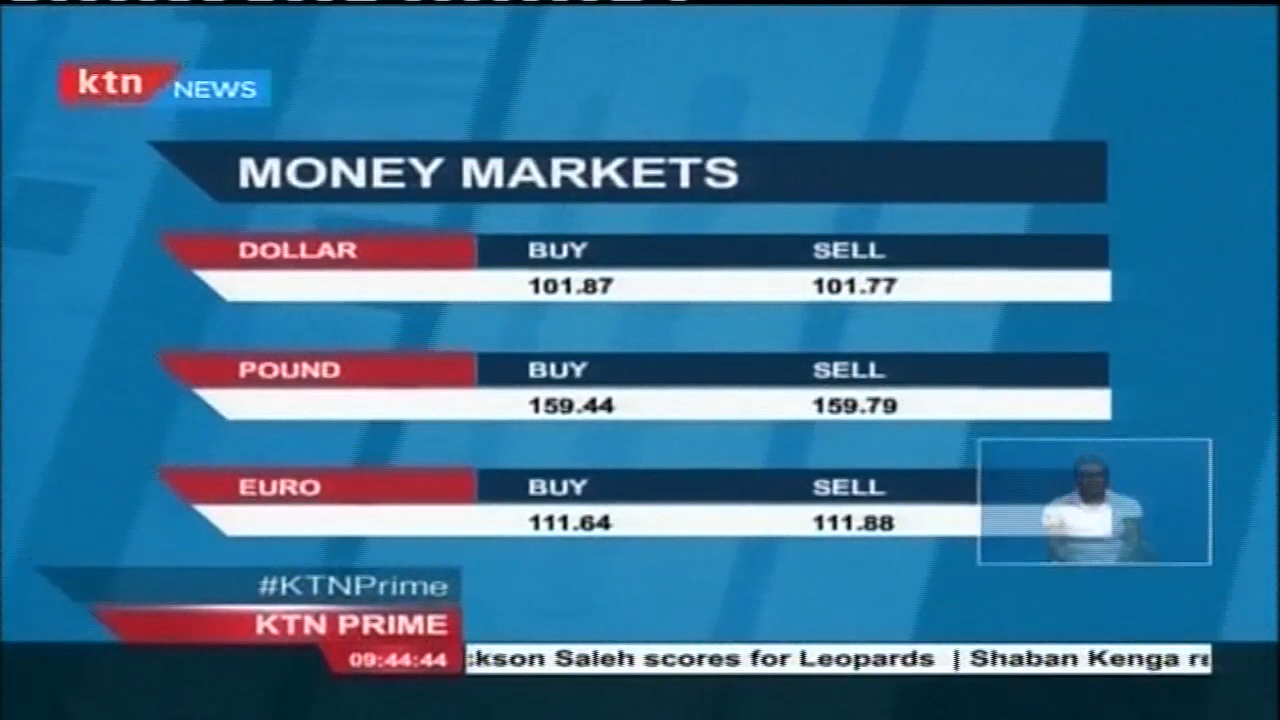 ktn NEWS
MONEY MARKETS
DOLLAR BUY SELL
101.87 101.77
POUND BUY SELL
159.44 159.79
EURO BUY SELL
111.64 111.88
#KTNPrime
KTN PRIME
09:44:44
Saleh scores for Leopards | Shaban Kenga